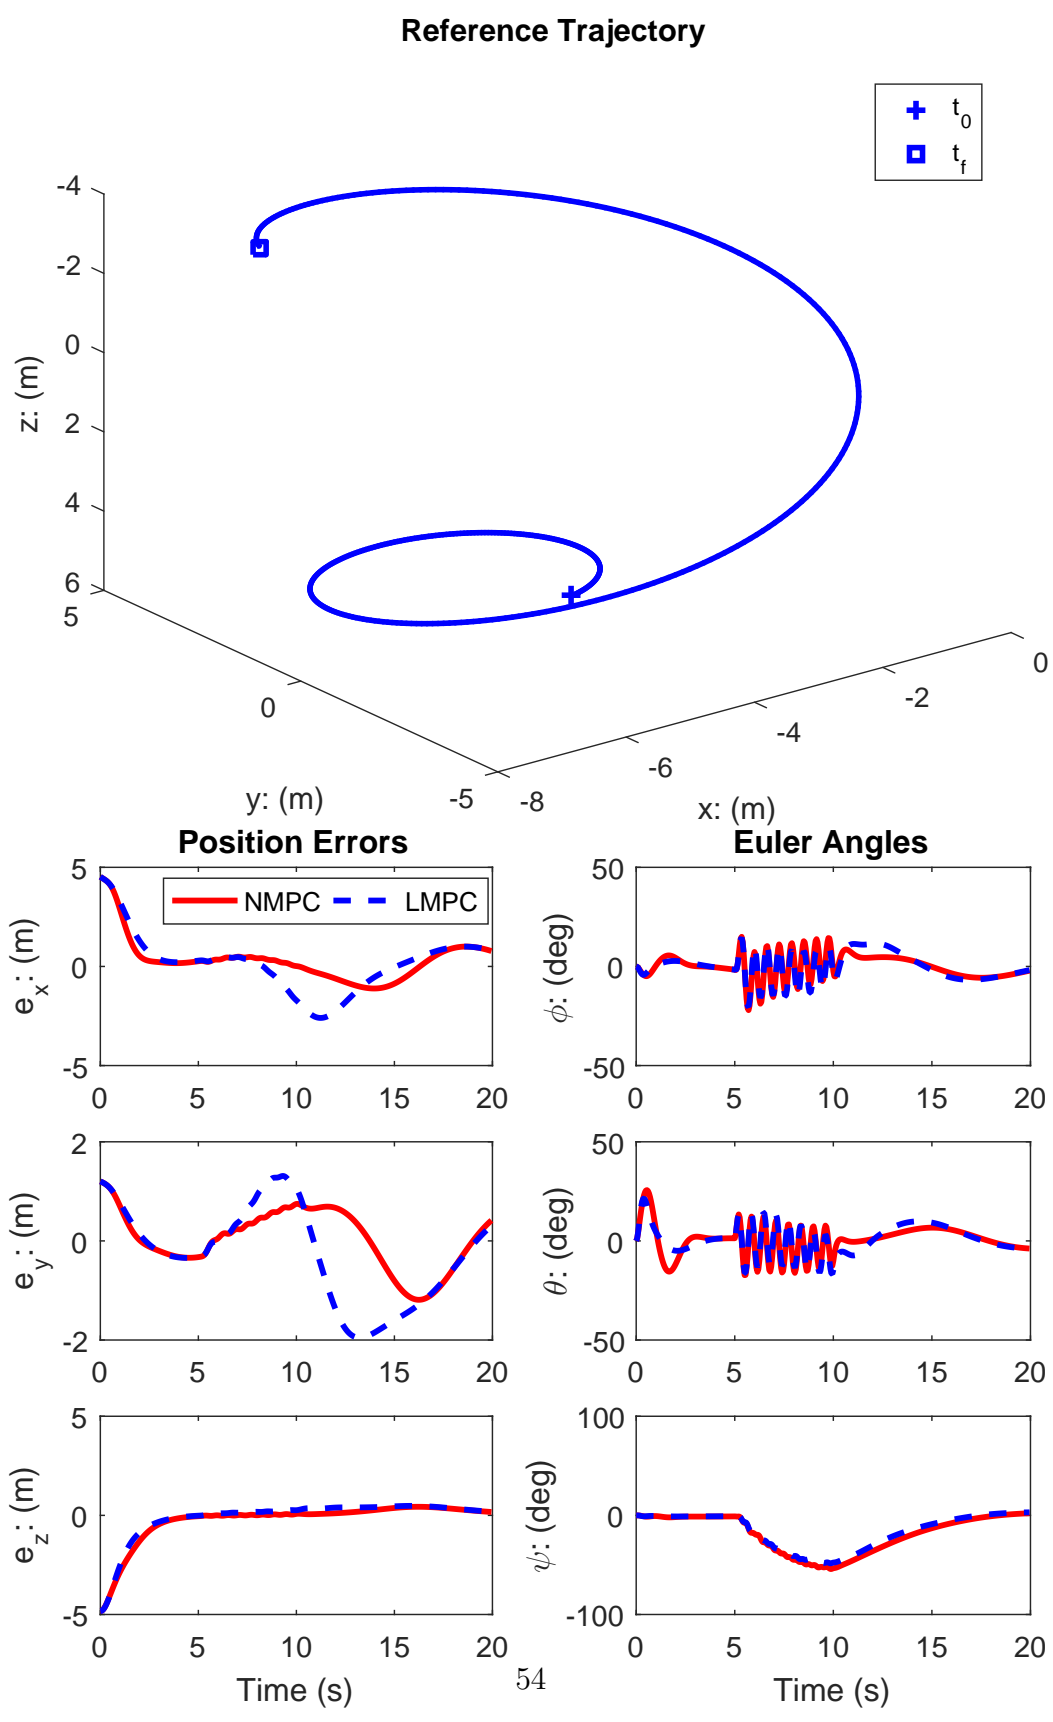 Reference Trajectory
t0
tf
-4
-2
0
2
4
6
z: (m)
5
0
-5
y: (m)
-8
-6
-4
-2
0
x: (m)
Position Errors
Euler Angles
5
0
-5
ex: (m)
NMPC
LMPC
0 5 10 15 20
50
0
-50
ϕ: (deg)
0 5 10 15 20
2
0
-2
ey: (m)
0 5 10 15 20
50
0
-50
θ: (deg)
0 5 10 15 20
5
0
-5
ez: (m)
0 5 10 15 20
Time (s)
100
0
-100
ψ: (deg)
0 5 10 15 20
Time (s)
54